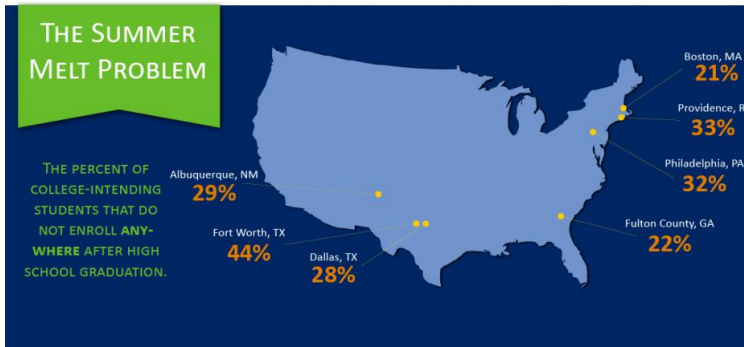 THE SUMMER
MELT PROBLEM
THE PERCENT OF
COLLEGE-INTENDING
STUDENTS THAT DO
NOT ENROLL ANY-
WHERE AFTER HIGH
SCHOOL GRADUATION.
Boston, MA
21%
Providence, R
33%
Philadelphia, PA
32%
Albuquerque, NM
29%
Fort Worth, TX
44%
Dallas, TX
28%
Fulton County, GA
22%